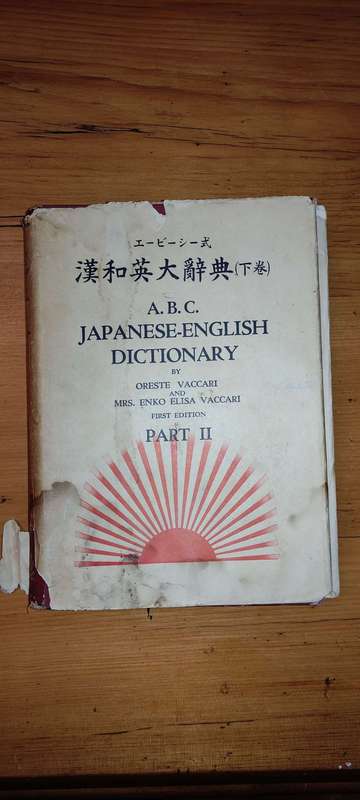 エービーシー式
漢和英大辭典(下巻)
A.B.C.
JAPANESE-ENGLISH
DICTIONARY
BY
ORESTE VACCARI
AND
MRS. ENKO ELISA VACCARI
FIRST EDITION
PART II